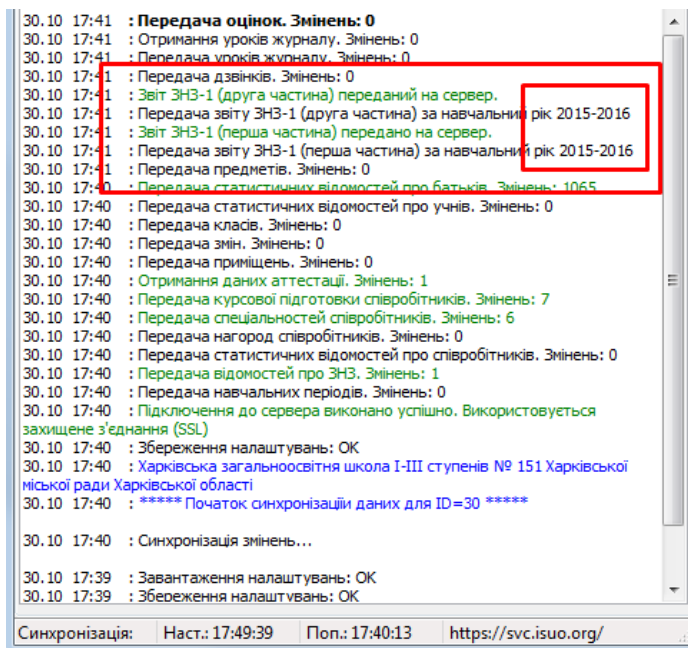 30.10 17:41 : Передача оцінок. Змінень: 0
30.10 17:41 : Отримання уроків журналу. Змінень: 0
30.10 17:41 : Передача уроків журналу. Змінень: 0
30.10 17:41 : Передача дзвінків. Змінень: 0
30.10 17:41 : Звіт ЗНЗ-1 (друга частина) переданий на сервер.
30.10 17:41 : Передача звіту ЗНЗ-1 (друга частина) за навчальний рік 2015-2016
30.10 17:41 : Звіт ЗНЗ-1 (перша частина) передано на сервер.
30.10 17:41 : Передача звіту ЗНЗ-1 (перша частина) за навчальний рік 2015-2016
30.10 17:41 : Передача предметів. Змінень: 0
30.10 17:40 : Передача статистичних відомостей про батьків. Змінень: 1065
30.10 17:40 : Передача статистичних відомостей про учнів. Змінень: 0
30.10 17:40 : Передача класів. Змінень: 0
30.10 17:40 : Передача змін. Змінень: 0
30.10 17:40 : Передача приміщень. Змінень: 0
30.10 17:40 : Отримання даних аттестації. Змінень: 1
30.10 17:40 : Передача курсової підготовки співробітників. Змінень: 7
30.10 17:40 : Передача спеціальностей співробітників. Змінень: 6
30.10 17:40 : Передача нагород співробітників. Змінень: 0
30.10 17:40 : Передача статистичних відомостей про співробітників. Змінень: 0
30.10 17:40 : Передача відомостей про ЗНЗ. Змінень: 1
30.10 17:40 : Передача навчальних періодів. Змінень: 0
30.10 17:40 : Підключення до сервера виконано успішно. Використовується
захищене з'єднання (SSL)
30.10 17:40 : Збереження налаштувань: OK
30.10 17:40 : Харківська загальноосвітня школа І-ІІІ ступенів № 151 Харківської
міської ради Харківської області
30.10 17:40 : ***** Початок синхронізаціїи даних для ID=30 *****
30.10 17:40 : Синхронізація змінень...
30.10 17:39 : Завантаження налаштувань: OK
30.10 17:39 : Збереження налаштувань: OK
Синхронізація: Наст.: 17:49:39 Поп.: 17:40:13 https://svc.isuo.org/